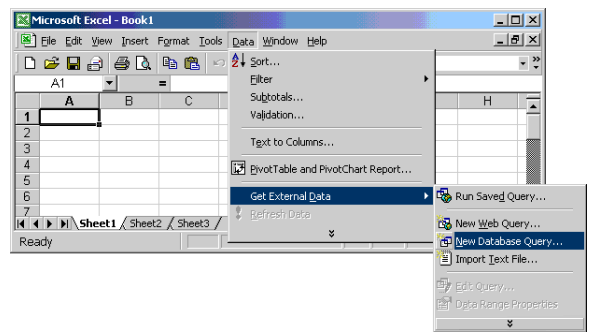 Microsoft Excel - Book1
File Edit View Insert Format Tools Data Window Help
A1 =
A B C H
1
2
3
4
5
6
7
Sheet1 Sheet2 Sheet3
Ready
Sort...
Filter
Subtotals...
Validation...
Text to Columns...
PivotTable and PivotChart Report...
Get External Data
Refresh Data
Run Saved Query...
New Web Query...
New Database Query...
Import Text File...
Edit Query...
Data Range Properties